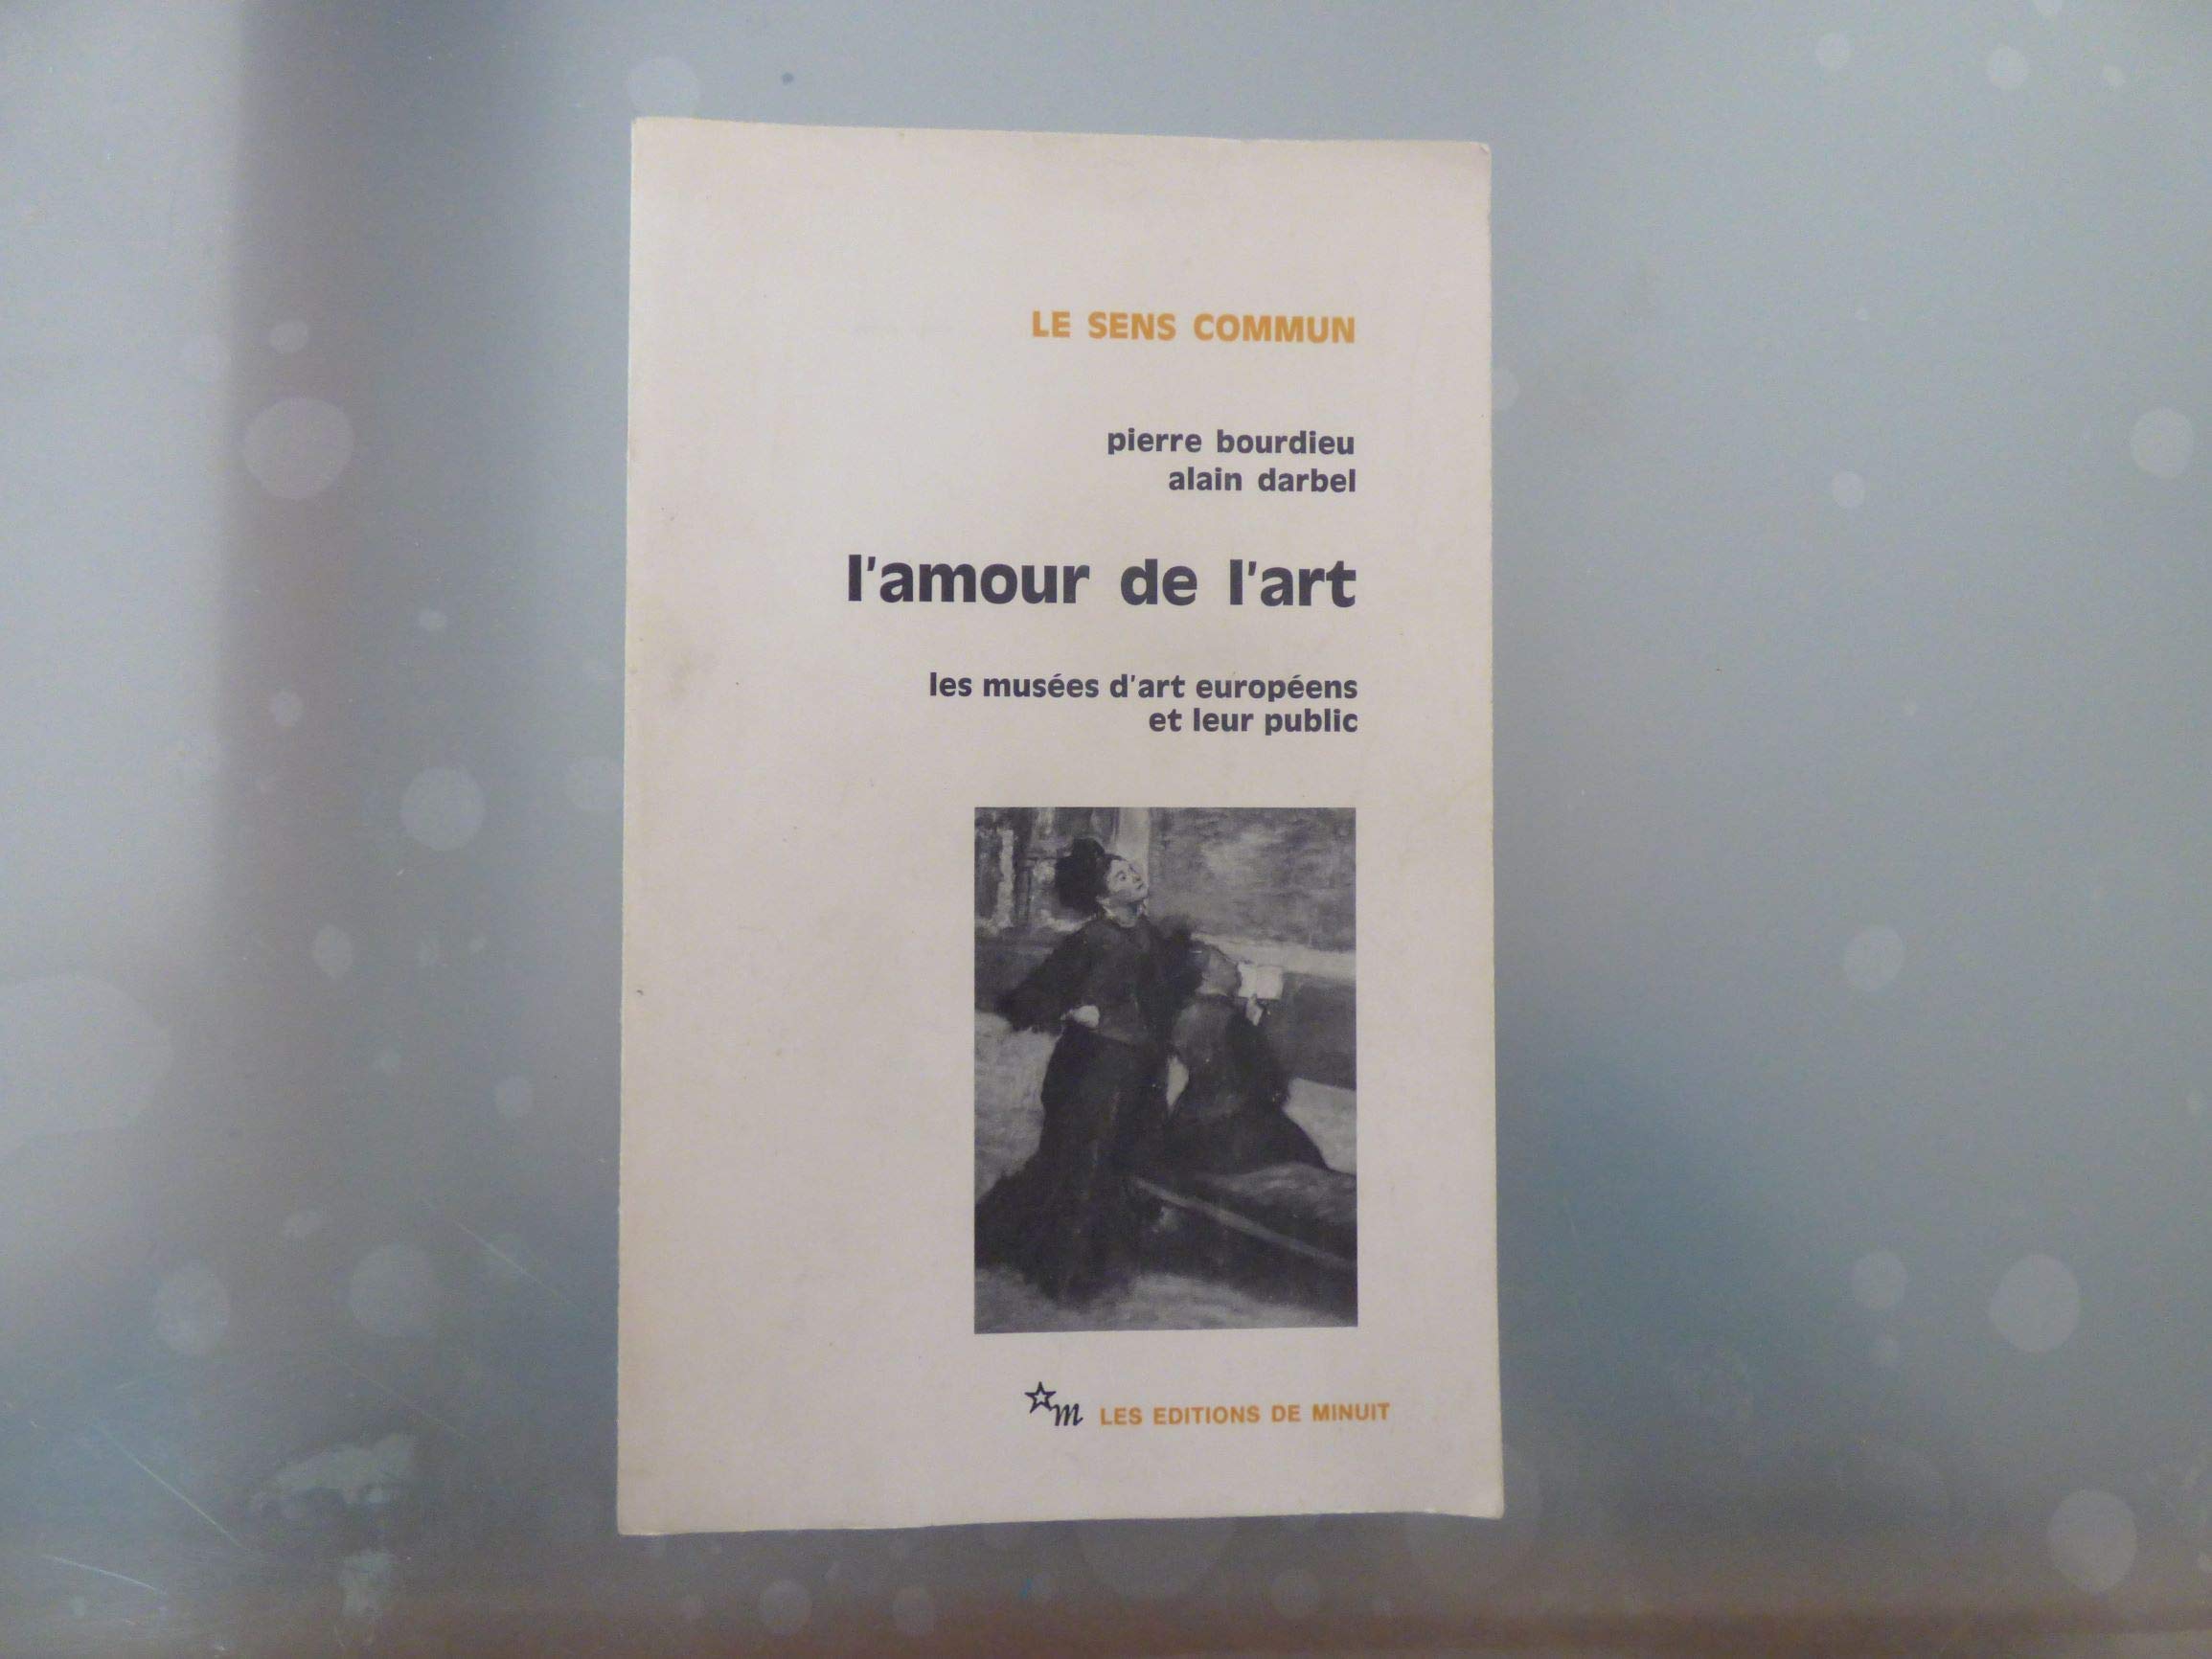 LE SENS COMMUN
pierre bourdieu
alain darbel
l'amour de l'art
les musées d'art européens
et leur public
m LES EDITIONS DE MINUIT